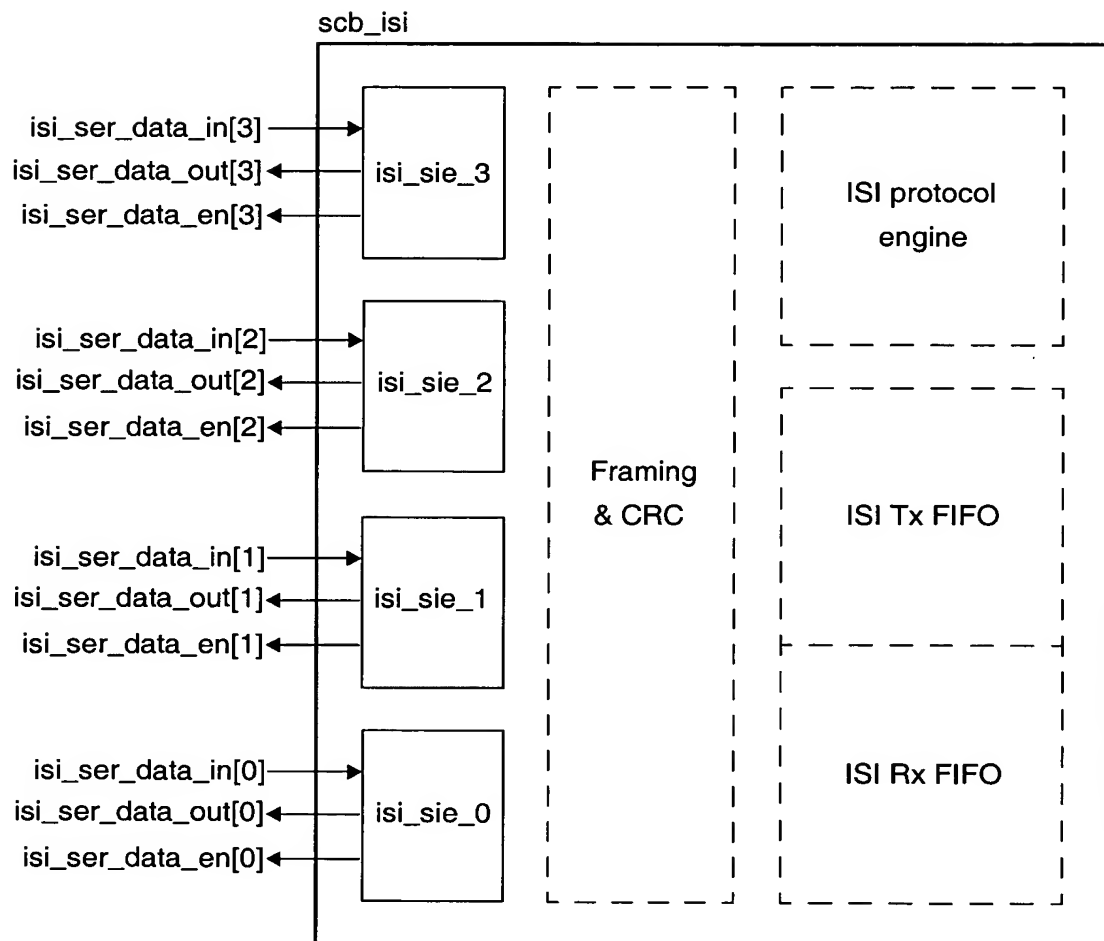 scb_isi
isi_ser_data_in[3]
isi_ser_data_out[3]
isi_ser_data_en[3]
isi_sie_3
isi_ser_data_in[2]
isi_ser_data_out[2]
isi_ser_data_en[2]
isi_sie_2
isi_ser_data_in[1]
isi_ser_data_out[1]
isi_ser_data_en[1]
isi_sie_1
isi_ser_data_in[0]
isi_ser_data_out[0]
isi_ser_data_en[0]
isi_sie_0
Framing
& CRC
ISI protocol
engine
ISI Tx FIFO
ISI Rx FIFO